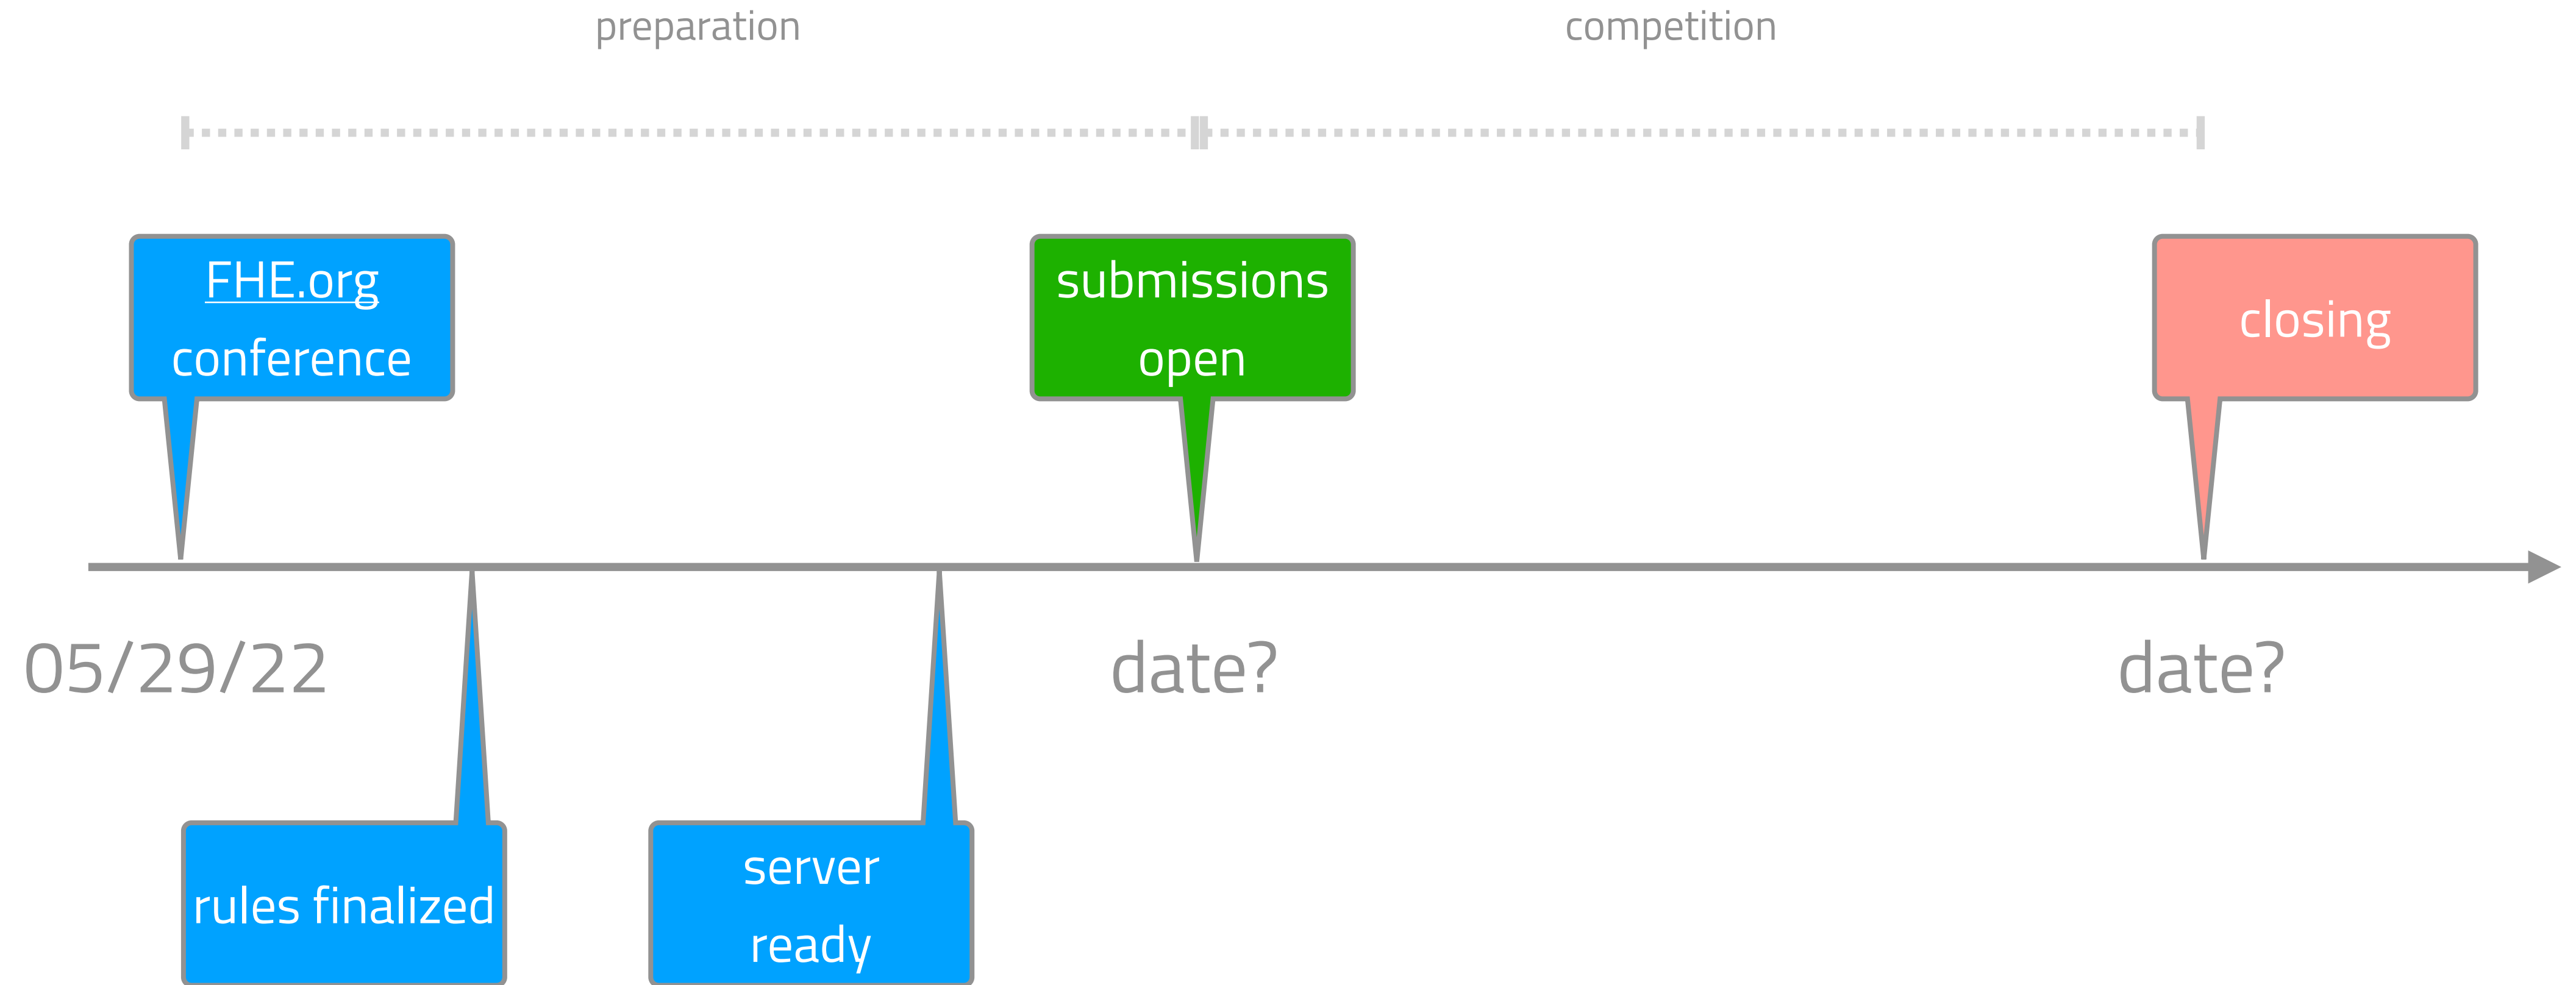 preparation
competition
FHE.org
conference
submissions
open
closing
05/29/22
date?
date?
rules finalized
server
ready